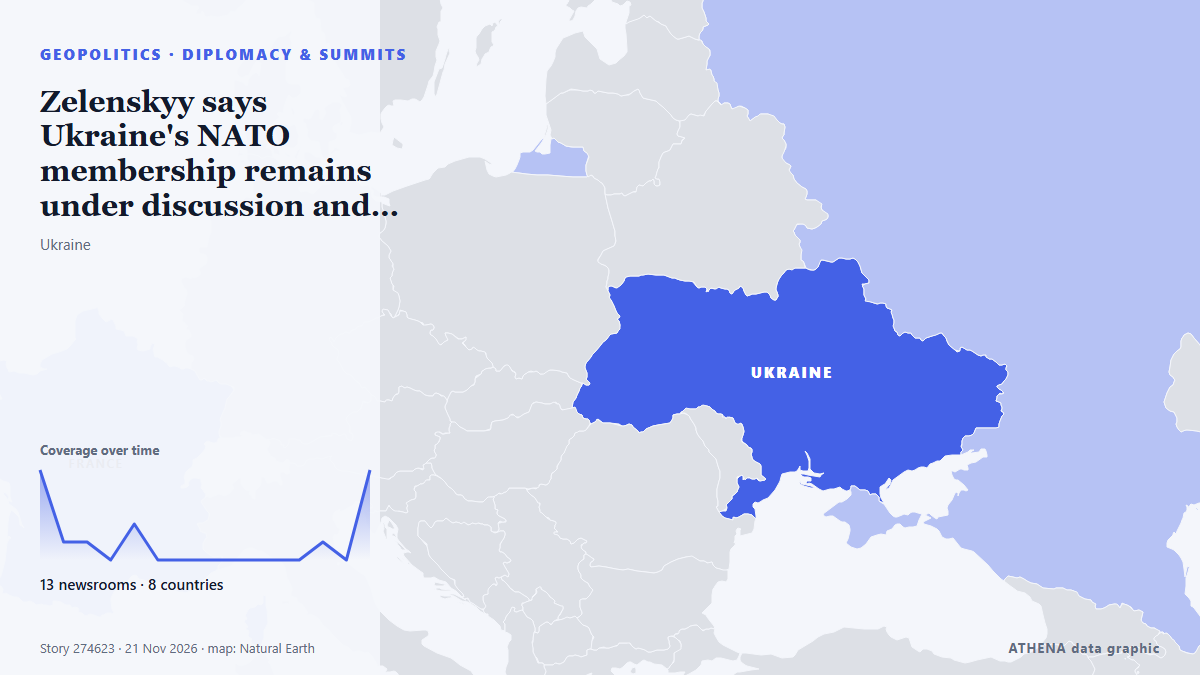 GEOPOLITICS · DIPLOMACY & SUMMITS
Zelenskyy says
Ukraine's NATO
membership remains
under discussion and...
Ukraine
UKRAINE
Coverage over time
FRANCE
13 newsrooms · 8 countries
Story 274623 · 21 Nov 2026 · map: Natural Earth
ATHENA data graphic